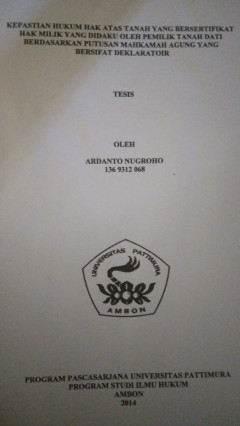 KEPASTIAN HUKUM HAK ATAS TANAH YANG BERSERTIFIKAT
HAK MILIK YANG DIDAKU OLEH PEMILIK TANAH DATI
BERDASARKAN PUTUSAN MAHKAMAH AGUNG YANG
BERSIFAT DEKLARATOIR
TESIS
OLEH
ARDANTO NUGROHO
136 9312 068
UNIVERSITAS PATTIMURA
AMBON
PROGRAM PASCASARJANA UNIVERSITAS PATTIMURA
PROGRAM STUDI ILMU HUKUM
AMBON
2014